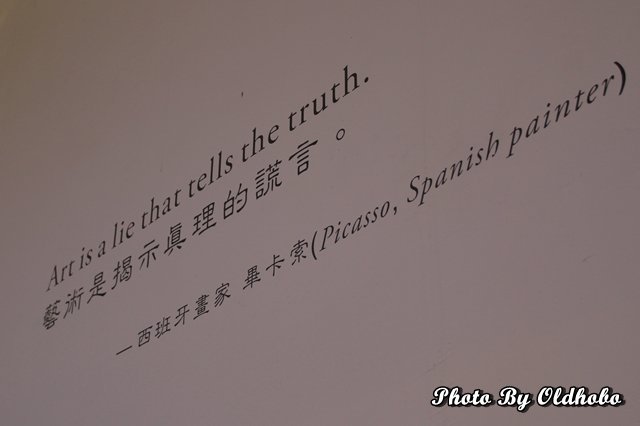 Art is a lie that tells the truth.
藝術是揭示真理的謊言。
—西班牙畫家 畢卡索(Picasso, Spanish painter)
Photo By Oldhobo